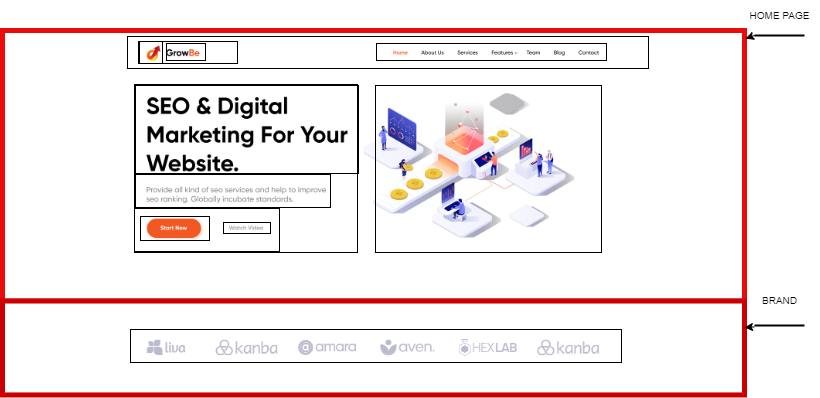 HOME PAGE
GrowBe
Home About Us Services Features Team Blog Contact
SEO & Digital
Marketing For Your
Website.
Provide all kind of seo services and help to improve
seo ranking. Globally incubate standards.
Start Now Watch Video
BRAND
liva kanba amara aven. HEXLAB kanba